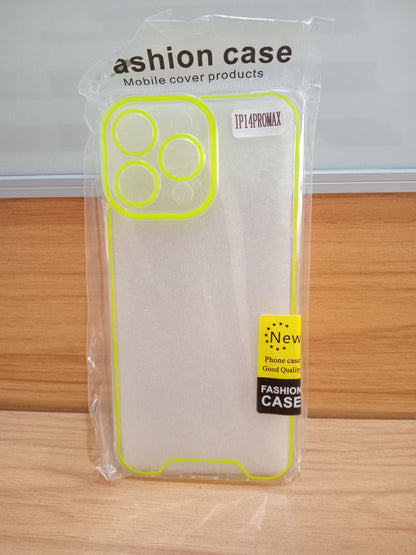 ashion case
Mobile cover products
IP14PROMAX
New
Phone case
Good Quality
FASHION
CASE